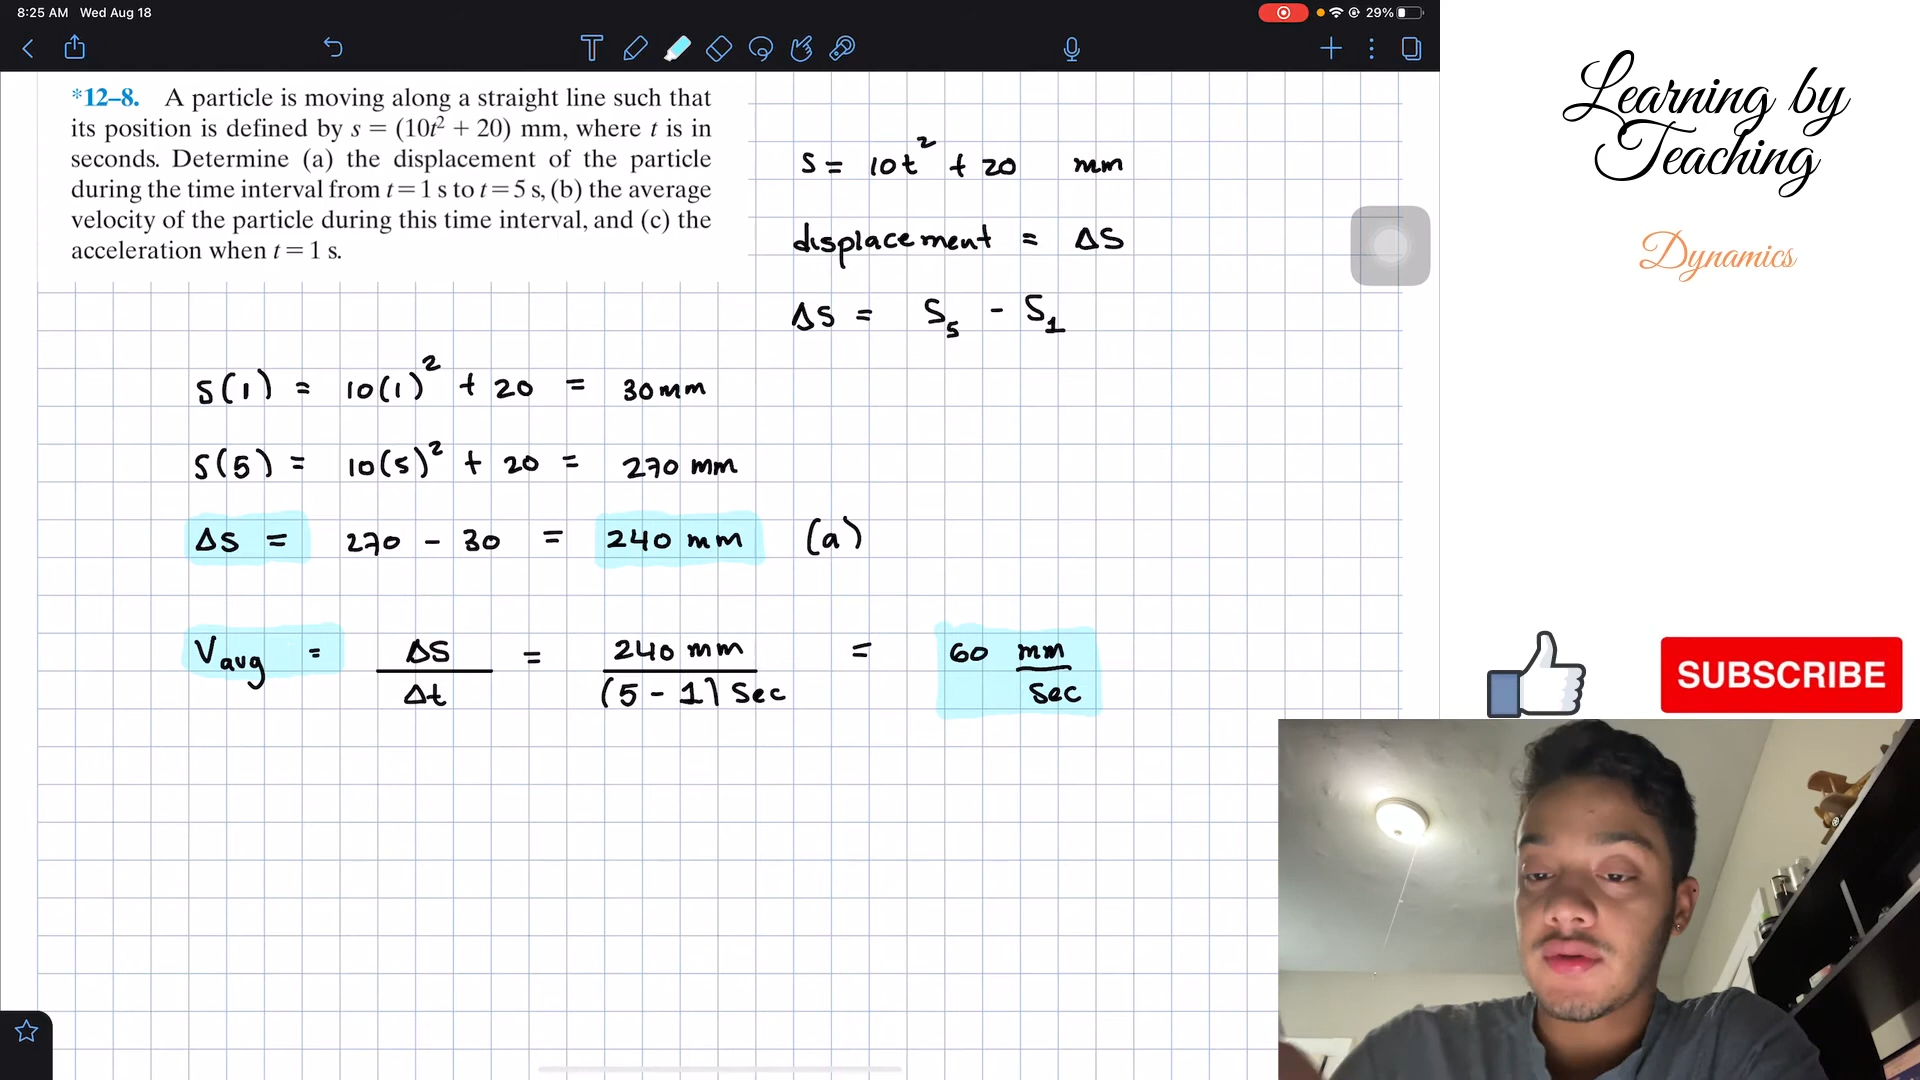 8:25 AM Wed Aug 18
29%
*12–8. A particle is moving along a straight line such that
its position is defined by s = (10t² + 20) mm, where t is in
seconds. Determine (a) the displacement of the particle
during the time interval from t = 1 s to t = 5 s, (b) the average
velocity of the particle during this time interval, and (c) the
acceleration when t = 1 s.
S = 10t² + 20 mm
displacement = ΔS
ΔS = S₅ - S₁
S(1) = 10(1)² + 20 = 30mm
S(5) = 10(5)² + 20 = 270 mm
ΔS = 270 - 30 = 240 mm (a)
Vavg = ΔS/Δt = 240 mm/(5 - 1) Sec = 60 mm/Sec
Learning by
Teaching
Dynamics
SUBSCRIBE